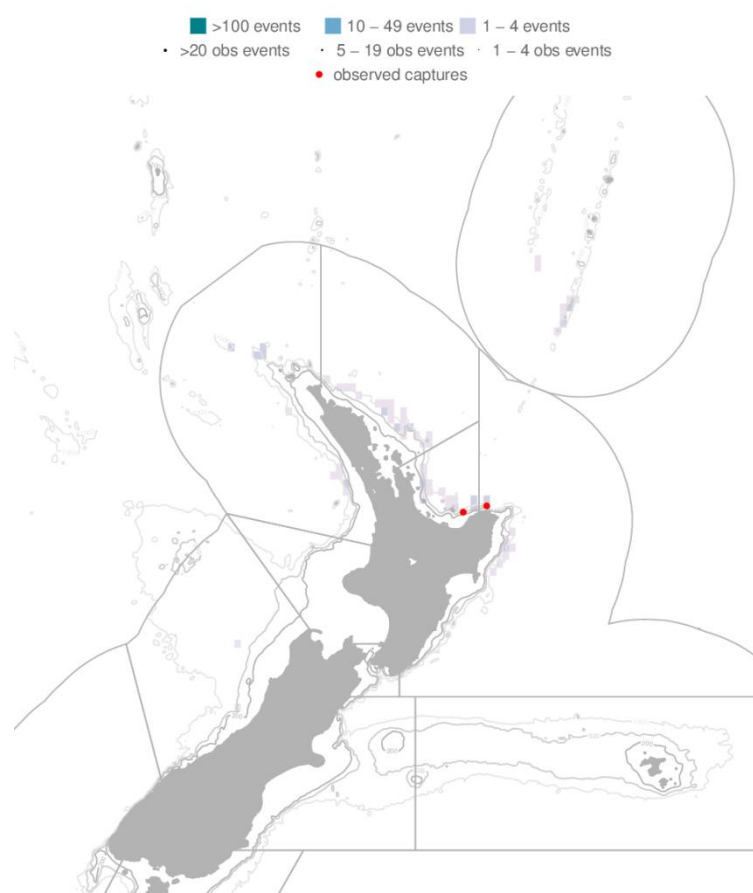 >100 events 10 – 49 events 1 – 4 events
>20 obs events 5 – 19 obs events 1 – 4 obs events
observed captures